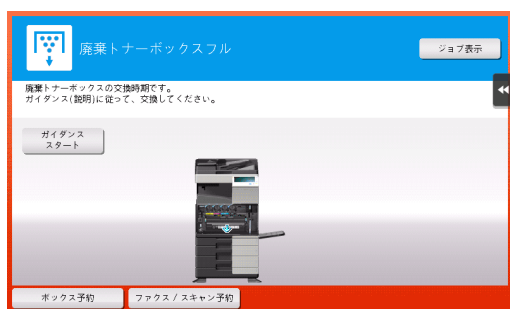 廃棄トナーボックスフル
ジョブ表示
廃棄トナーボックスの交換時期です。
ガイダンス(説明)に従って、交換してください。
ガイダンス
スタート
ボックス予約
ファクス / スキャン予約